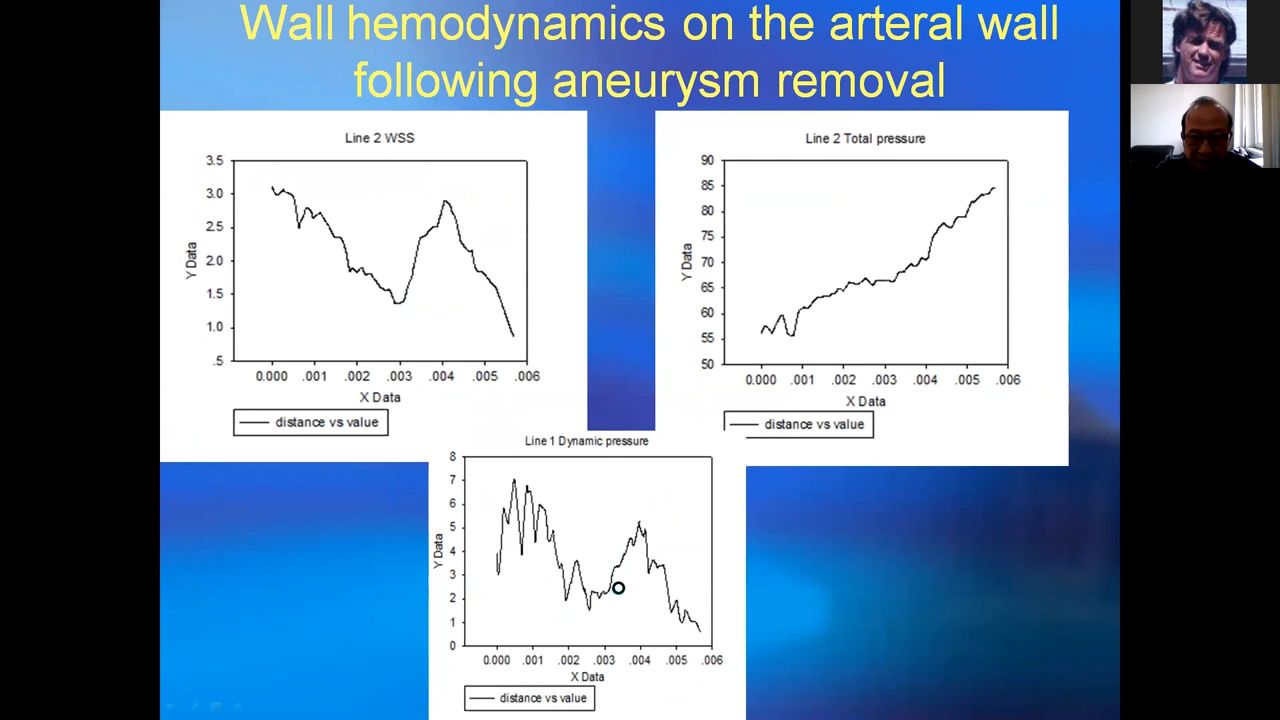 Wall hemodynamics on the arteral wall
following aneurysm removal
Line 2 WSS
3.5
3.0
2.5
2.0
1.5
1.0
.5
Y Data
0.000 .001 .002 .003 .004 .005 .006
X Data
distance vs value
Line 2 Total pressure
90
85
80
75
70
65
60
55
50
Y Data
0.000 .001 .002 .003 .004 .005 .006
X Data
distance vs value
Line 1 Dynamic pressure
8
7
6
5
4
3
2
1
0
Y Data
0.000 .001 .002 .003 .004 .005 .006
X Data
distance vs value